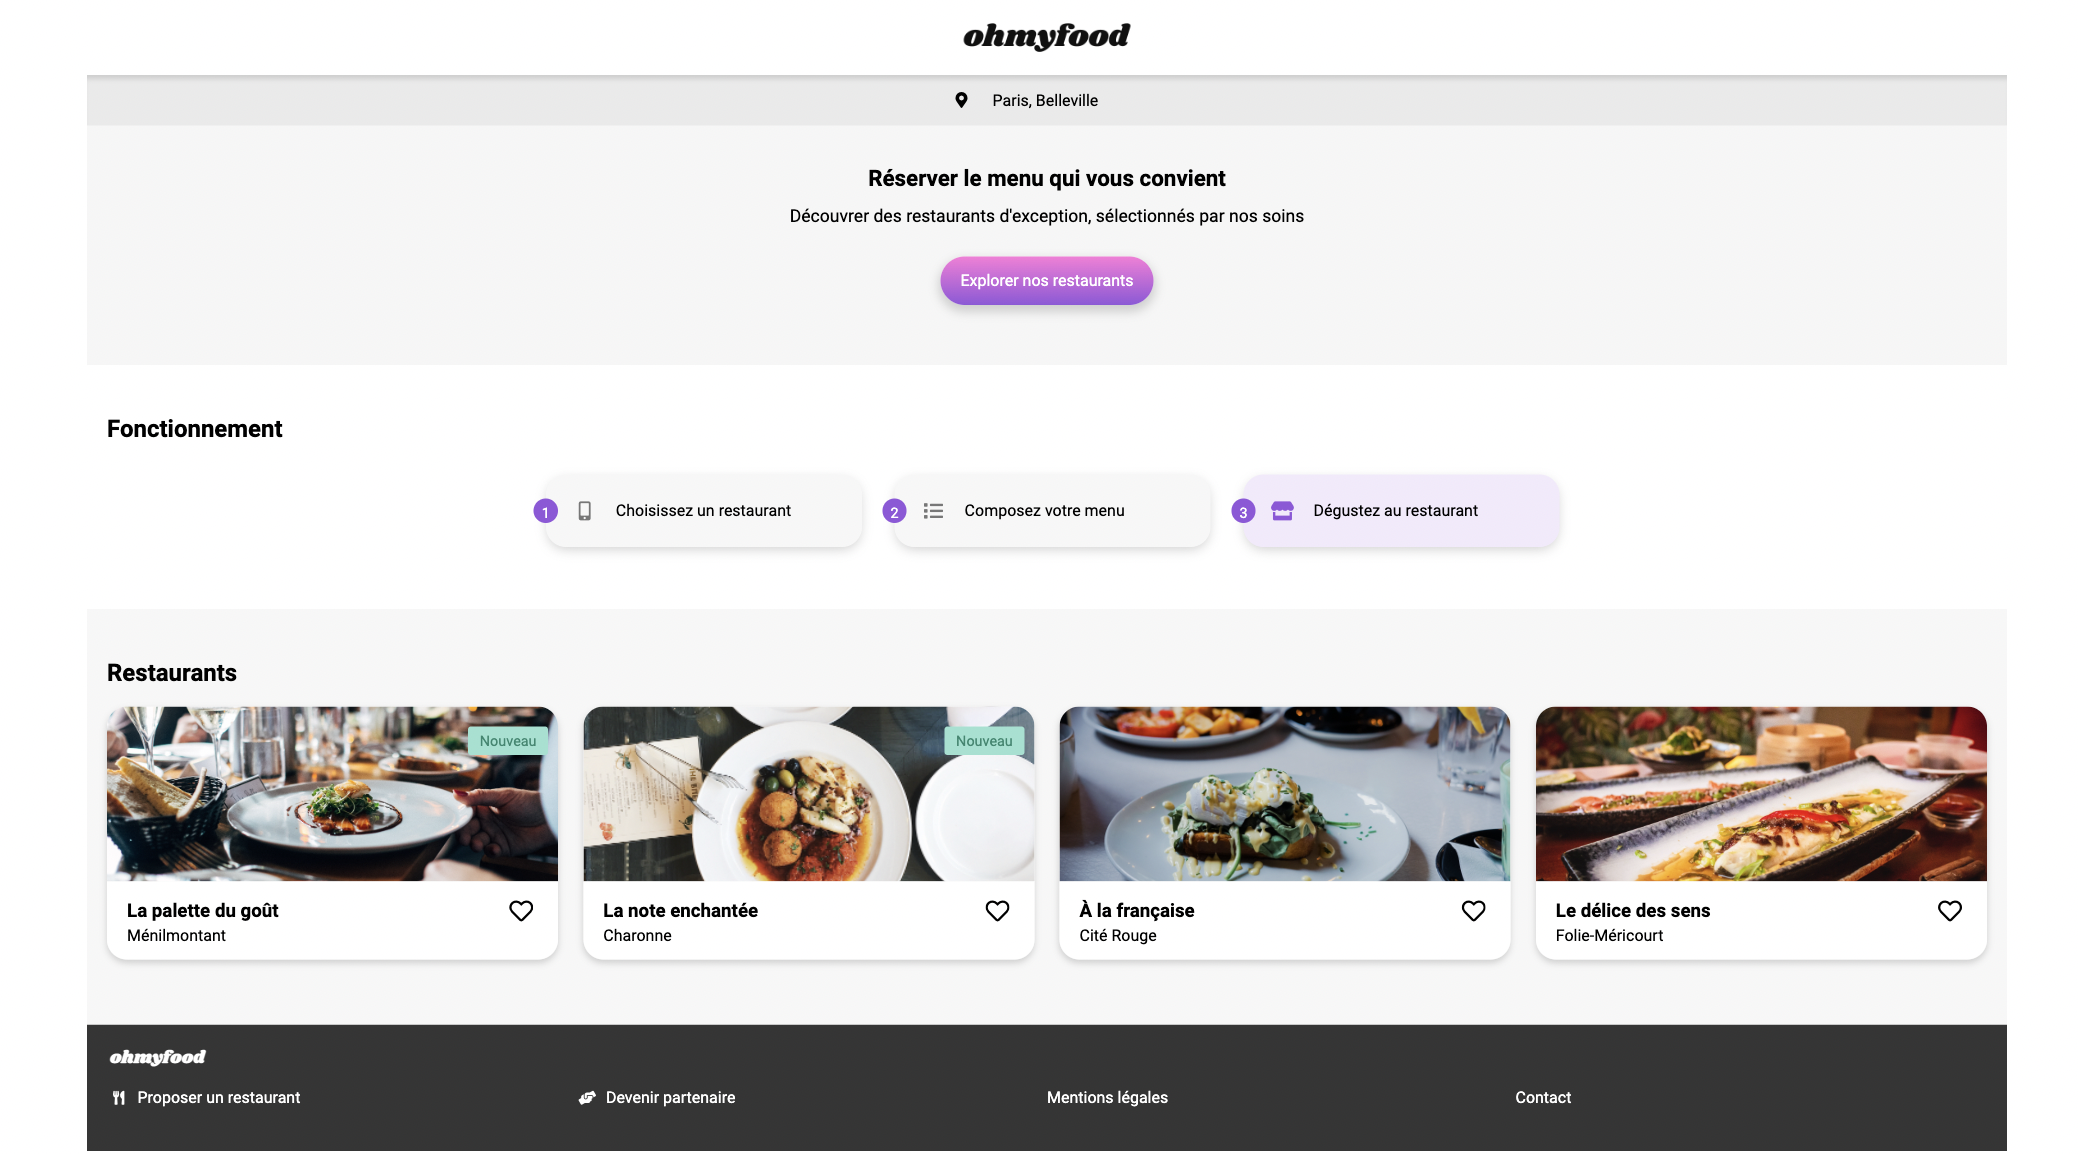 ohmyfood
Paris, Belleville
Réserver le menu qui vous convient
Découvrer des restaurants d'exception, sélectionnés par nos soins
Explorer nos restaurants
Fonctionnement
1 Choisissez un restaurant
2 Composez votre menu
3 Dégustez au restaurant
Restaurants
Nouveau
La palette du goût
Ménilmontant
Nouveau
La note enchantée
Charonne
À la française
Cité Rouge
Le délice des sens
Folie-Méricourt
ohmyfood
Proposer un restaurant
Devenir partenaire
Mentions légales
Contact